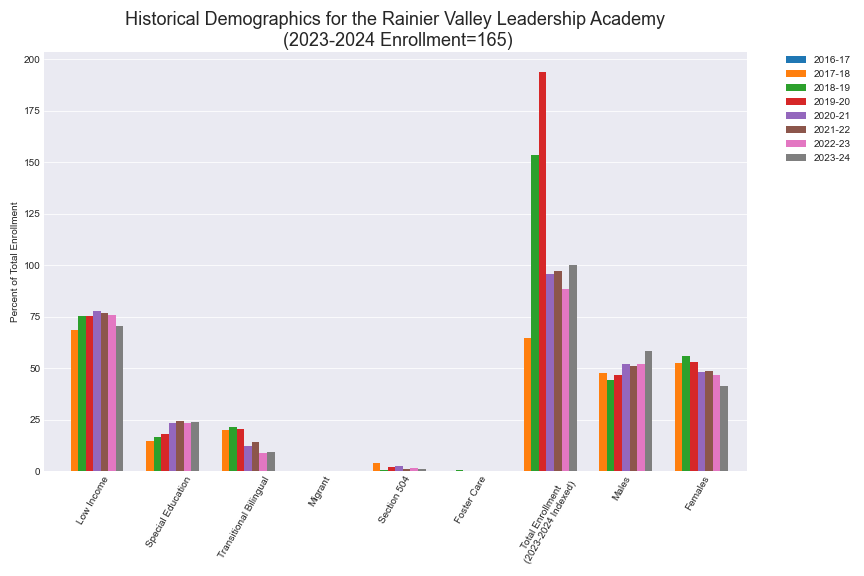 Historical Demographics for the Rainier Valley Leadership Academy
(2023-2024 Enrollment=165)
2016-17
2017-18
2018-19
2019-20
2020-21
2021-22
2022-23
2023-24
Percent of Total Enrollment
200
175
150
125
100
75
50
25
0
Low Income
Special Education
Transitional Bilingual
Migrant
Section 504
Foster Care
Total Enrollment
(2023-2024 Indexed)
Males
Females